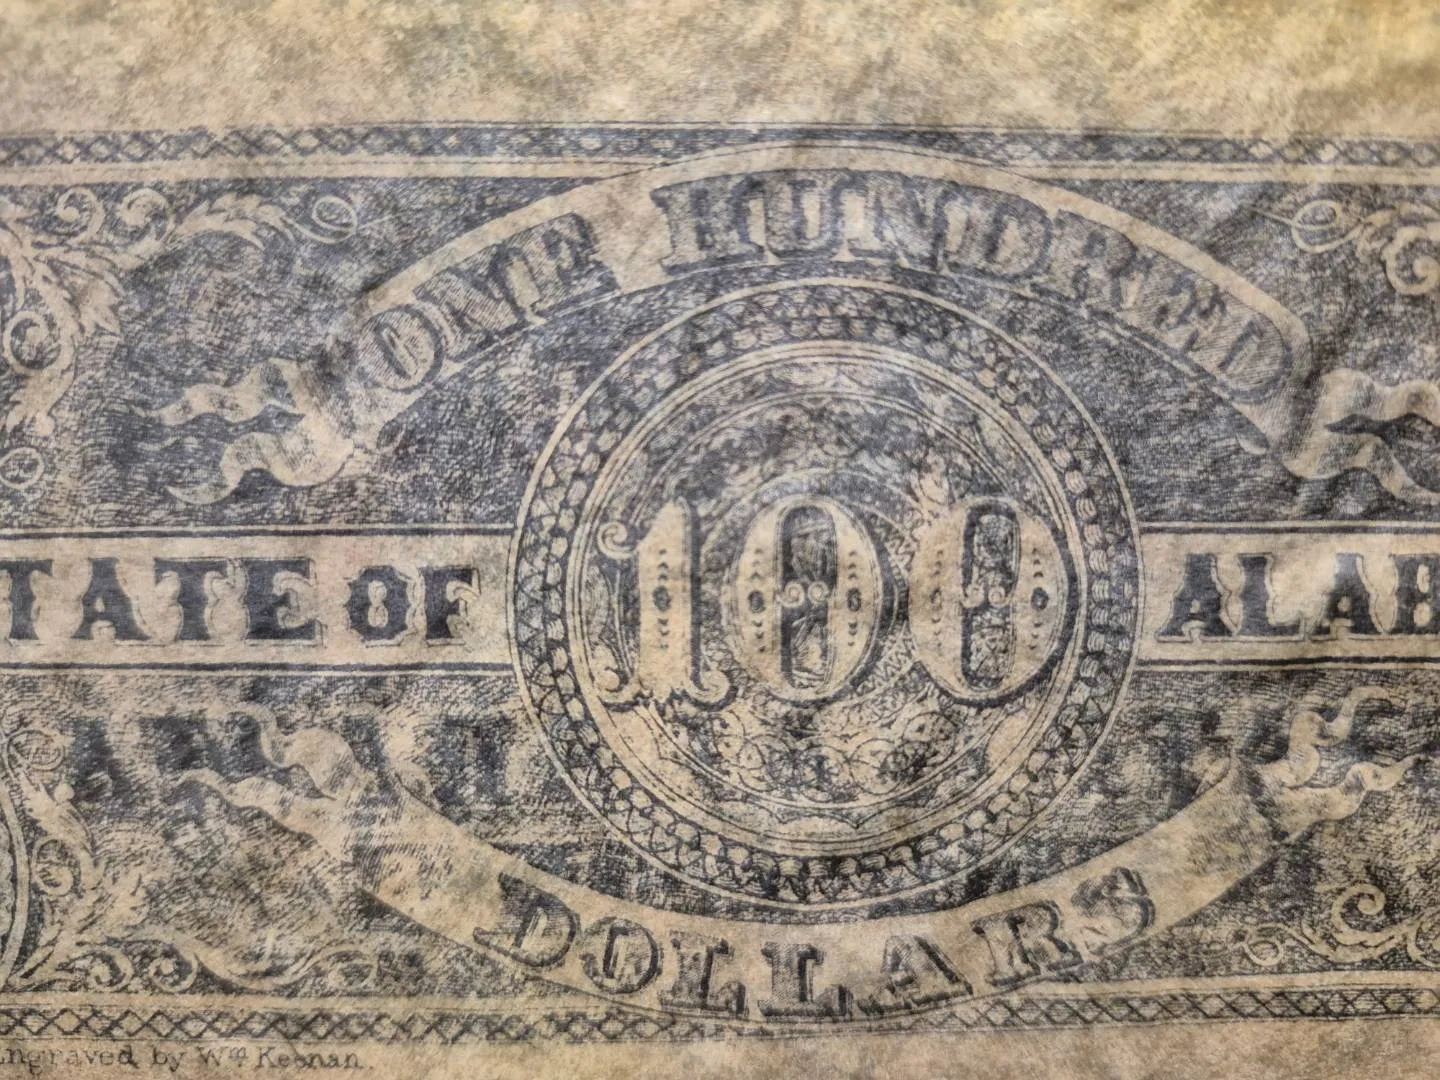 ONE HUNDRED
TATE OF 100 ALAB
DOLLARS
Engraved by Wm Keenan.